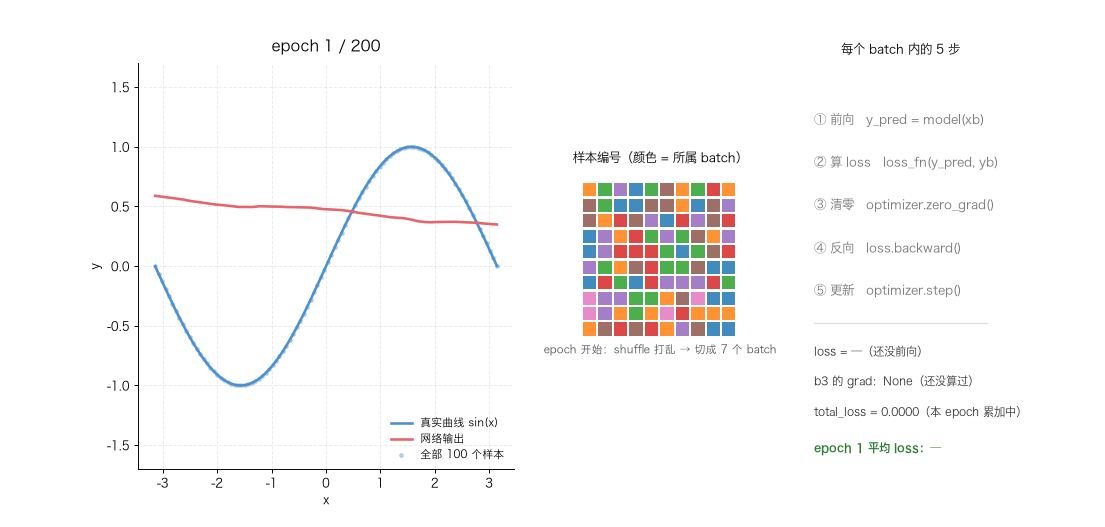 epoch 1 / 200
1.5
1.0
0.5
0.0
-0.5
-1.0
-1.5
y
-3
-2
-1
0
1
2
3
x
真实曲线 sin(x)
网络输出
全部 100 个样本
样本编号（颜色 = 所属 batch）
epoch 开始：shuffle 打乱 → 切成 7 个 batch
每个 batch 内的 5 步
① 前向 y_pred = model(xb)
② 算 loss loss_fn(y_pred, yb)
③ 清零 optimizer.zero_grad()
④ 反向 loss.backward()
⑤ 更新 optimizer.step()
loss = —（还没前向）
b3 的 grad：None（还没算过）
total_loss = 0.0000（本 epoch 累加中）
epoch 1 平均 loss：—